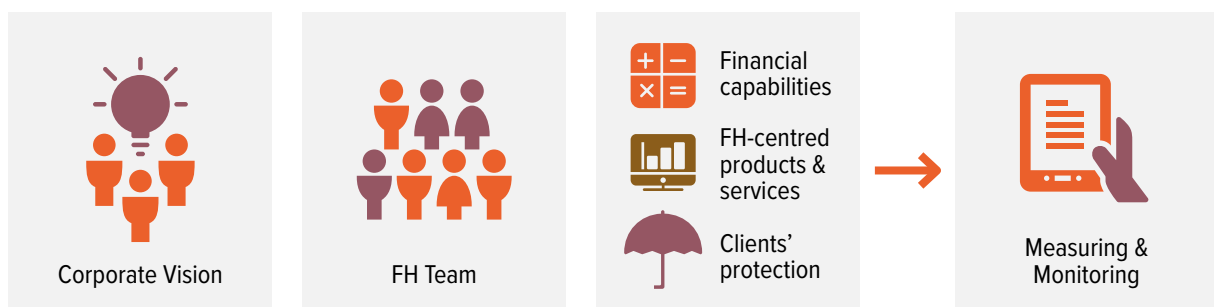 Corporate Vision
FH Team
Financial
capabilities
FH-centred
products &
services
Clients’
protection
Measuring &
Monitoring